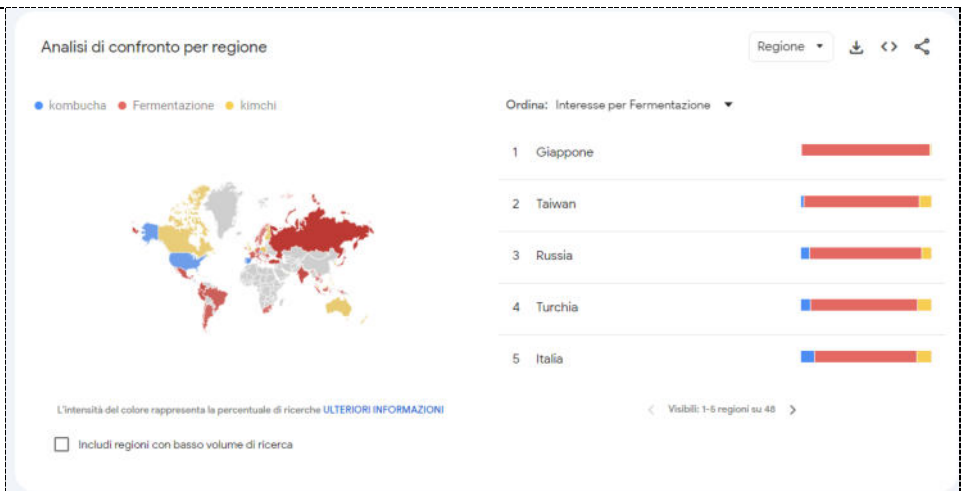 Analisi di confronto per regione
Regione
kombucha Fermentazione kimchi
Ordina: Interesse per Fermentazione
1 Giappone
2 Taiwan
3 Russia
4 Turchia
5 Italia
L'intensità del colore rappresenta la percentuale di ricerche ULTERIORI INFORMAZIONI
Visibili: 1-5 regioni su 48
Includi regioni con basso volume di ricerca